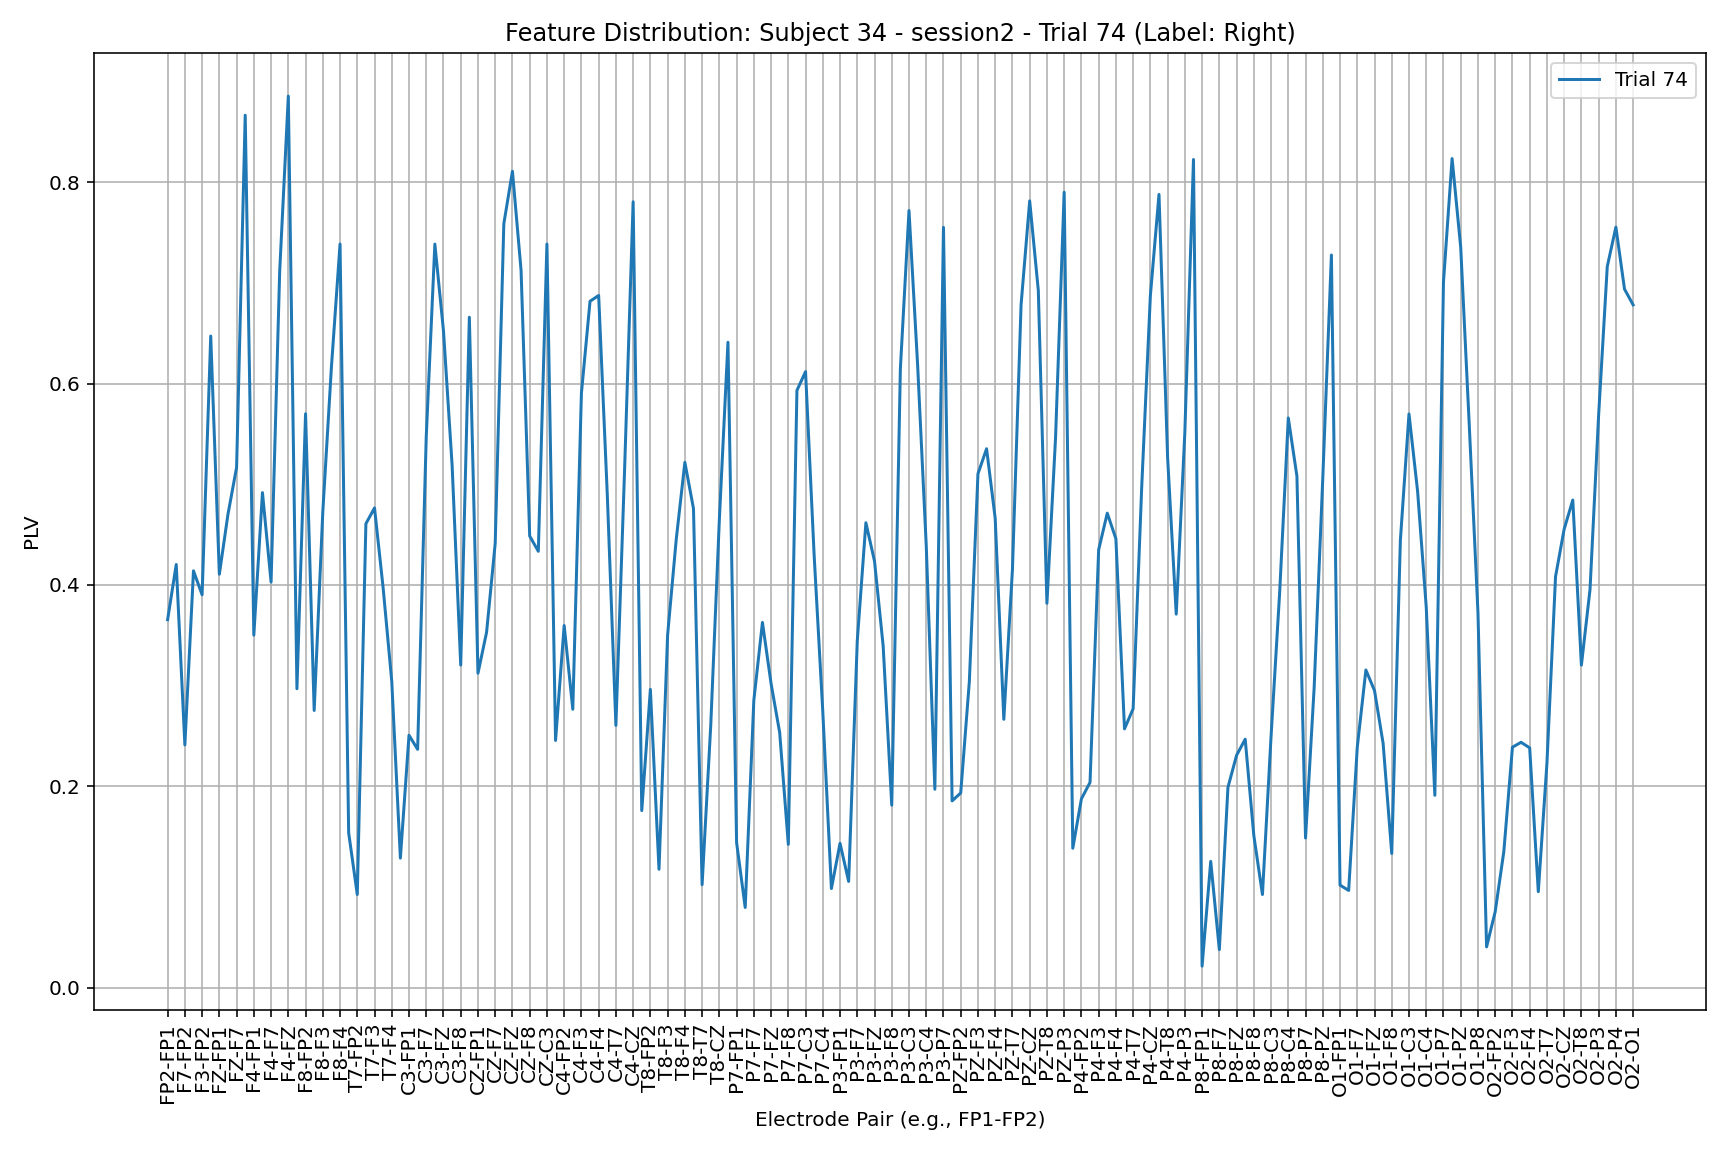 Feature Distribution: Subject 34 - session2 - Trial 74 (Label: Right)
Trial 74
PLV
0.8
0.6
0.4
0.2
0.0
FP2-FP1
F7-FP2
F3-FP2
FZ-FP1
FZ-F7
F4-FP1
F4-F7
F4-FZ
F8-FP2
F8-F3
F8-F4
T7-FP2
T7-F3
T7-F4
C3-FP1
C3-F7
C3-FZ
C3-F8
CZ-FP1
CZ-F7
CZ-FZ
CZ-F8
CZ-C3
C4-FP2
C4-F3
C4-F4
C4-T7
C4-CZ
T8-FP2
T8-F3
T8-F4
T8-T7
T8-CZ
P7-FP1
P7-F7
P7-FZ
P7-F8
P7-C3
P7-C4
P3-FP1
P3-F7
P3-FZ
P3-F8
P3-C3
P3-C4
P3-P7
PZ-FP2
PZ-F3
PZ-F4
PZ-T7
PZ-CZ
PZ-T8
PZ-P3
P4-FP2
P4-F3
P4-F4
P4-T7
P4-CZ
P4-T8
P4-P3
P8-FP1
P8-F7
P8-FZ
P8-F8
P8-C3
P8-C4
P8-P7
P8-PZ
O1-FP1
O1-F7
O1-FZ
O1-F8
O1-C3
O1-C4
O1-P7
O1-PZ
O1-P8
O2-FP2
O2-F3
O2-F4
O2-T7
O2-CZ
O2-T8
O2-P3
O2-P4
O2-O1
Electrode Pair (e.g., FP1-FP2)